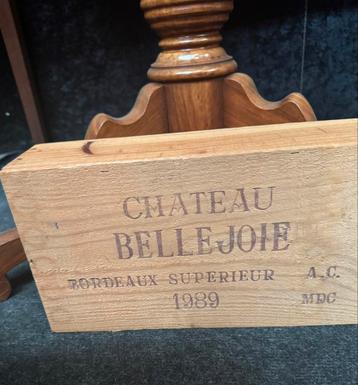 CHATEAU
BELLEJOIE
BORDEAUX SUPERIEUR A.C.
1989 MDC